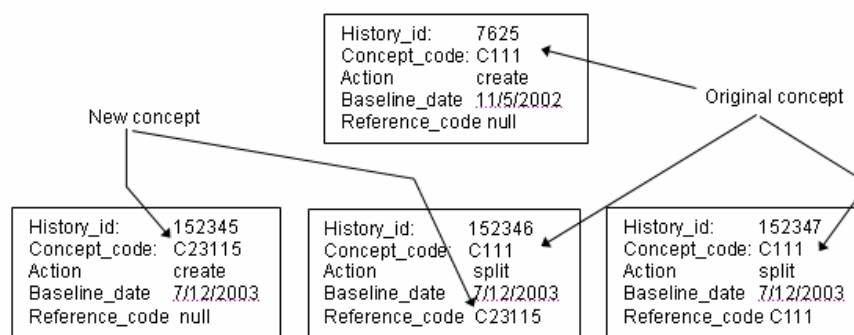 History_id: 7625
Concept_code: C111
Action create
Baseline_date 11/5/2002
Reference_code null
Original concept
New concept
History_id: 152345
Concept_code: C23115
Action create
Baseline_date 7/12/2003
Reference_code null
History_id: 152346
Concept_code: C111
Action split
Baseline_date 7/12/2003
Reference_code C23115
History_id: 152347
Concept_code: C111
Action split
Baseline_date 7/12/2003
Reference_code C111